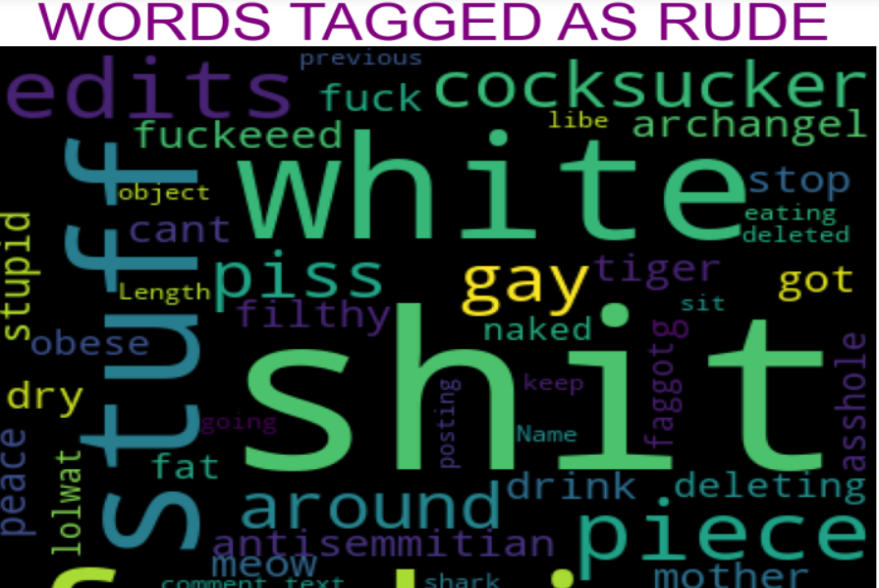 WORDS TAGGED AS RUDE
previous
edits
fuck
cocksucker
fuckeeed
libe
archangel
white
stuff
object
stop
cant
eating
deleted
stupid
piss
gay
tiger
got
Length
filthy
sit
naked
obese
shit
faggotg
asshole
dry
keep
posting
going
Name
peace
fat
lolwat
drink
deleting
around
piece
antisemmitian
meow
mother
comment_text
shark